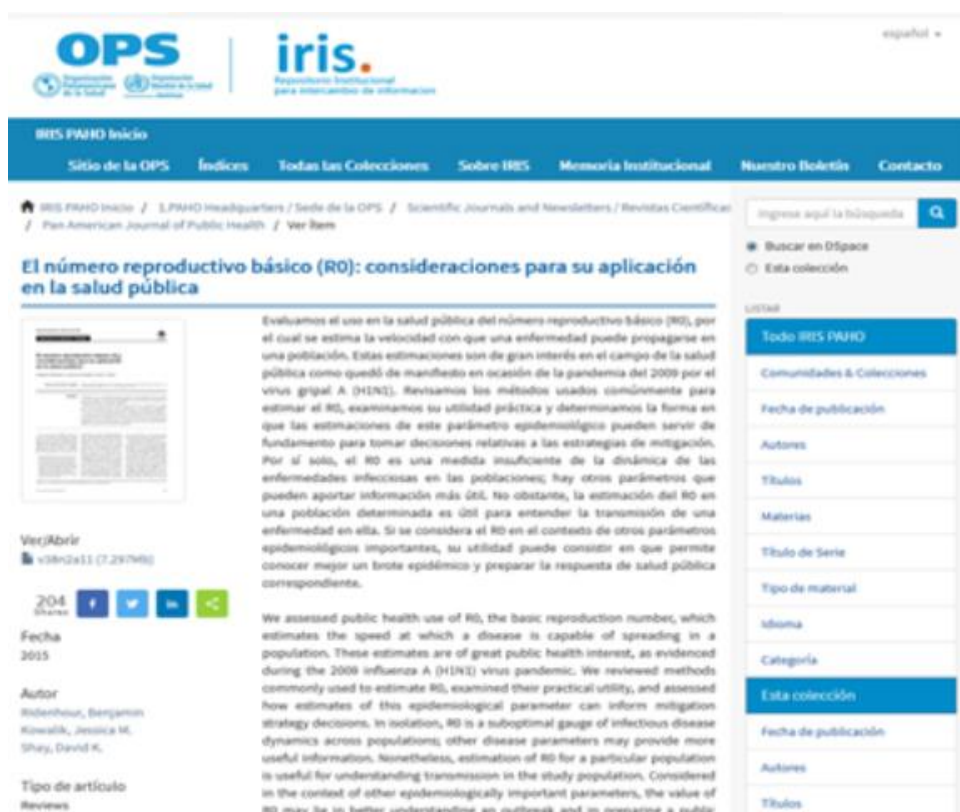 español
OPS
Organización
Panamericana
de la Salud
Organización
Mundial de la Salud
iris.
Repositorio Institucional
para intercambio de informacion
IRIS PAHO Inicio
Sitio de la OPS Índices Todas las Colecciones Sobre IRIS Memoria Institucional Nuestro Boletín Contacto
IRIS PAHO Inicio / 1.PAHO Headquarters / Sede de la OPS / Scientific Journals and Newsletters / Revistas Científicas
/ Pan American Journal of Public Health / Ver ítem
El número reproductivo básico (R0): consideraciones para su aplicación
en la salud pública
Evaluamos el uso en la salud pública del número reproductivo básico (R0), por
el cual se estima la velocidad con que una enfermedad puede propagarse en
una población. Estas estimaciones son de gran interés en el campo de la salud
pública como quedó de manifiesto en ocasión de la pandemia del 2009 por el
virus gripal A (H1N1). Revisamos los métodos usados comúnmente para
estimar el R0, examinamos su utilidad práctica y determinamos la forma en
que las estimaciones de este parámetro epidemiológico pueden servir de
fundamento para tomar decisiones relativas a las estrategias de mitigación.
Por sí solo, el R0 es una medida insuficiente de la dinámica de las
enfermedades infecciosas en las poblaciones; hay otros parámetros que
pueden aportar información más útil. No obstante, la estimación del R0 en
una población determinada es útil para entender la transmisión de una
enfermedad en ella. Si se considera el R0 en el contexto de otros parámetros
epidemiológicos importantes, su utilidad puede consistir en que permite
conocer mejor un brote epidémico y preparar la respuesta de salud pública
correspondiente.
We assessed public health use of R0, the basic reproduction number, which
estimates the speed at which a disease is capable of spreading in a
population. These estimates are of great public health interest, as evidenced
during the 2009 influenza A (H1N1) virus pandemic. We reviewed methods
commonly used to estimate R0, examined their practical utility, and assessed
how estimates of this epidemiological parameter can inform mitigation
strategy decisions. In isolation, R0 is a suboptimal gauge of infectious disease
dynamics across populations; other disease parameters may provide more
useful information. Nonetheless, estimation of R0 for a particular population
is useful for understanding transmission in the study population. Considered
in the context of other epidemiologically important parameters, the value of
R0 may lie in better understanding an outbreak and in preparing a public
Ver/Abrir
v38n2a11 (7.297Mb)
204
Shares
Fecha
2015
Autor
Ridenhour, Benjamin
Kowalik, Jessica M.
Shay, David K.
Tipo de artículo
Reviews
Ingrese aquí la búsqueda
Buscar en DSpace
Esta colección
LISTAR
Todo IRIS PAHO
Comunidades & Colecciones
Fecha de publicación
Autores
Títulos
Materias
Título de Serie
Tipo de material
Idioma
Categoría
Esta colección
Fecha de publicación
Autores
Títulos